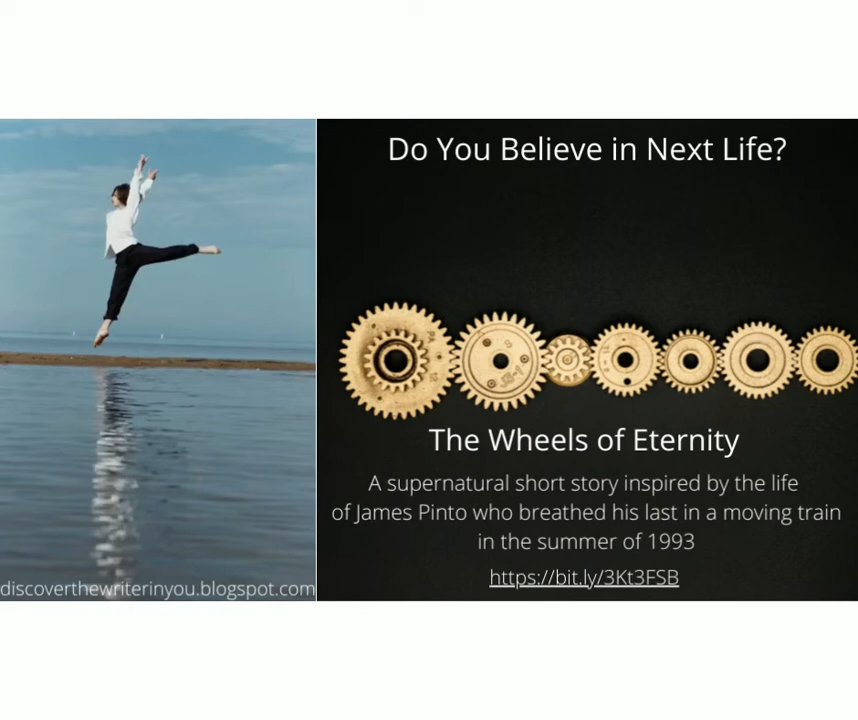 Do You Believe in Next Life?
The Wheels of Eternity
A supernatural short story inspired by the life
of James Pinto who breathed his last in a moving train
in the summer of 1993
https://bit.ly/3Kt3FSB
discoverthewriterinyou.blogspot.com